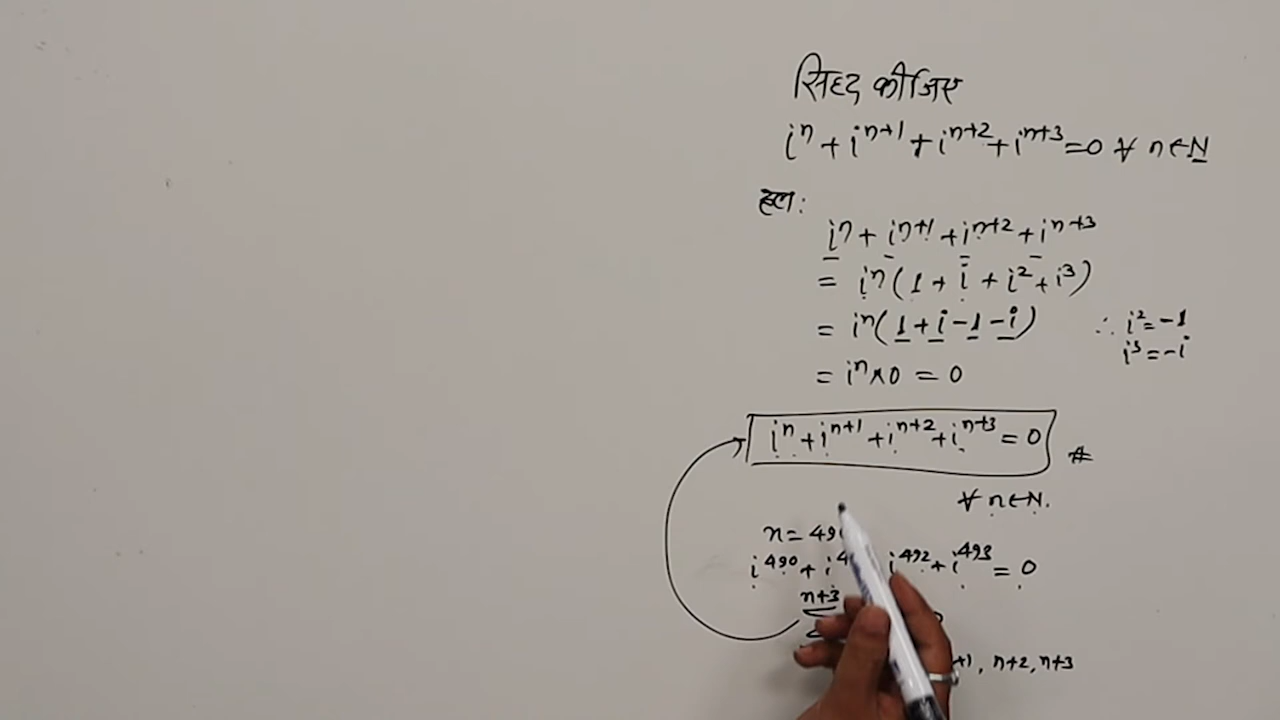 सिद्ध कीजिए
iⁿ + iⁿ⁺¹ + iⁿ⁺² + iⁿ⁺³ = 0 ∀ n ∈ N
हल:
iⁿ + iⁿ⁺¹ + iⁿ⁺² + iⁿ⁺³
= iⁿ(1 + i + i² + i³)
= iⁿ(1 + i - 1 - i) ∴ i² = -1
i³ = -i
= iⁿ × 0 = 0
iⁿ + iⁿ⁺¹ + iⁿ⁺² + iⁿ⁺³ = 0 #
∀ n ∈ N.
n = 490
i⁴⁹⁰ + i⁴ i⁴⁹² + i⁴⁹³ = 0
n+3
+1, n+2, n+3